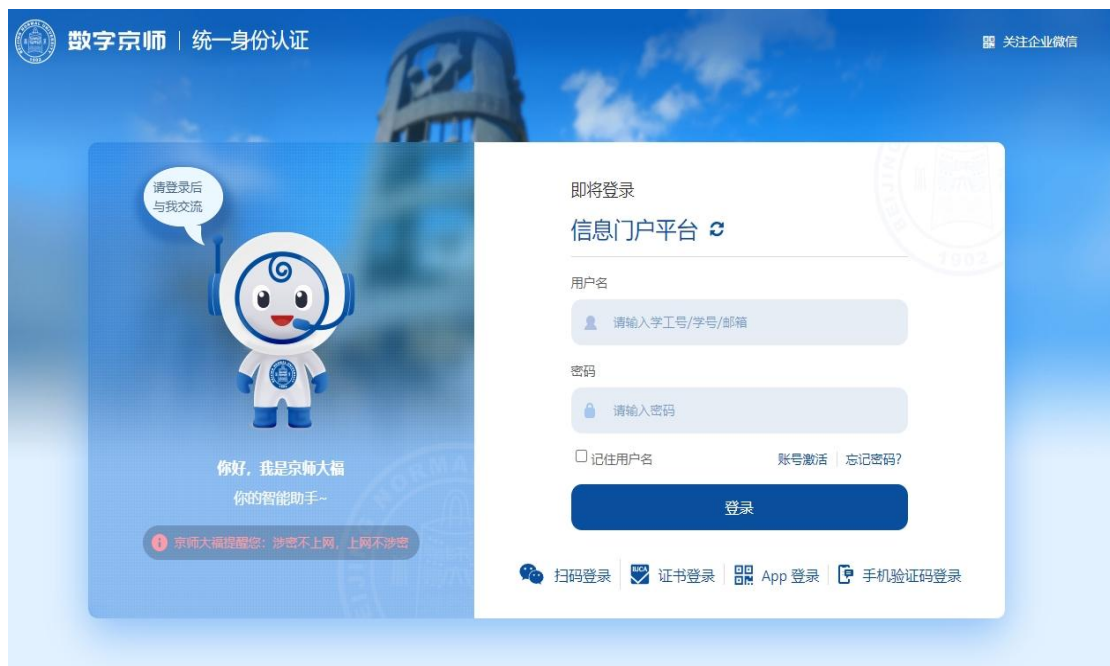 数字京师 | 统一身份认证
关注企业微信
请登录后
与我交流
你好，我是京师大福
你的智能助手~
京师大福提醒您：涉密不上网，上网不涉密
即将登录
信息门户平台
用户名
请输入学工号/学号/邮箱
密码
请输入密码
记住用户名
账号激活 | 忘记密码?
登录
扫码登录 | 证书登录 | App 登录 | 手机验证码登录
1902